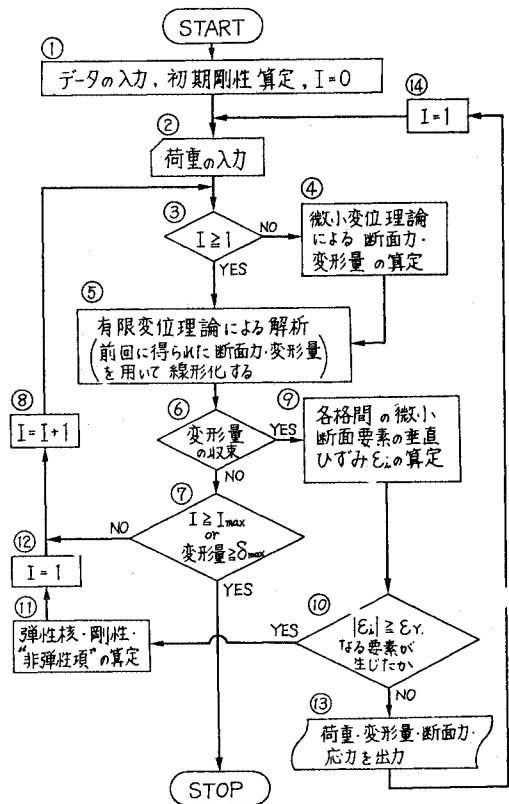 START
①
データの入力, 初期剛性算定, I=0
⑭
I=1
②
荷重の入力
③
I≧1
NO
YES
④
微小変位理論
による断面力・
変形量の算定
⑤
有限変位理論による解析
(前回に得られた断面力・変形量
を用いて線形化する)
⑥
変形量
の収束
YES
NO
⑧
I=I+1
⑨
各格間の微小
断面要素の垂直
ひずみεiの算定
⑦
I≧Imax
or
変形量≧δmax
NO
YES
⑫
I=1
⑪
弾性核・剛性・
"非弾性項"の算定
⑩
|εi|≧εY.
なる要素が
生じたか
YES
NO
⑬
荷重・変形量・断面力・
応力を出力
STOP